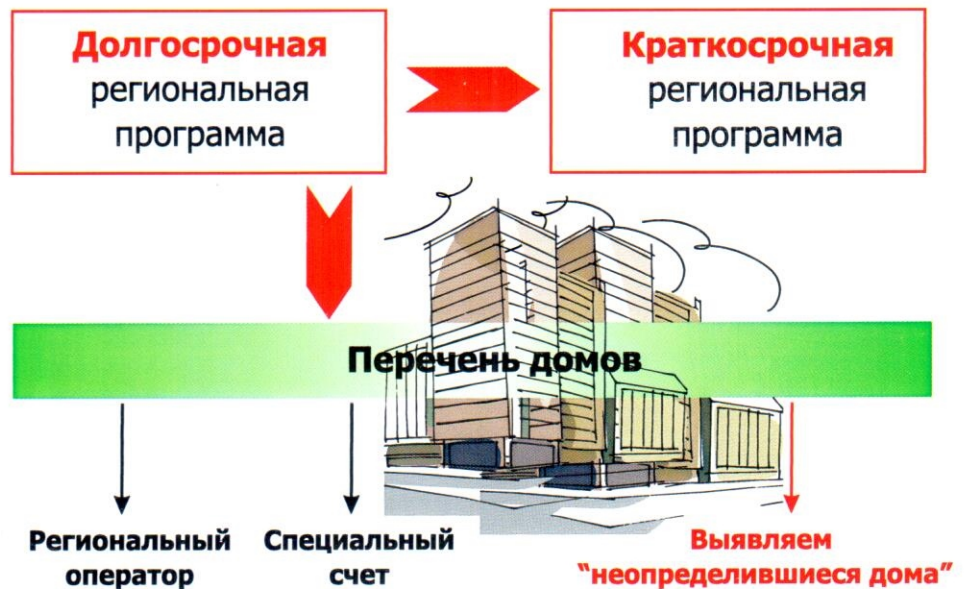 Долгосрочная
региональная
программа
Краткосрочная
региональная
программа
Перечень домов
Региональный
оператор
Специальный
счет
Выявляем
"неопределившиеся дома"